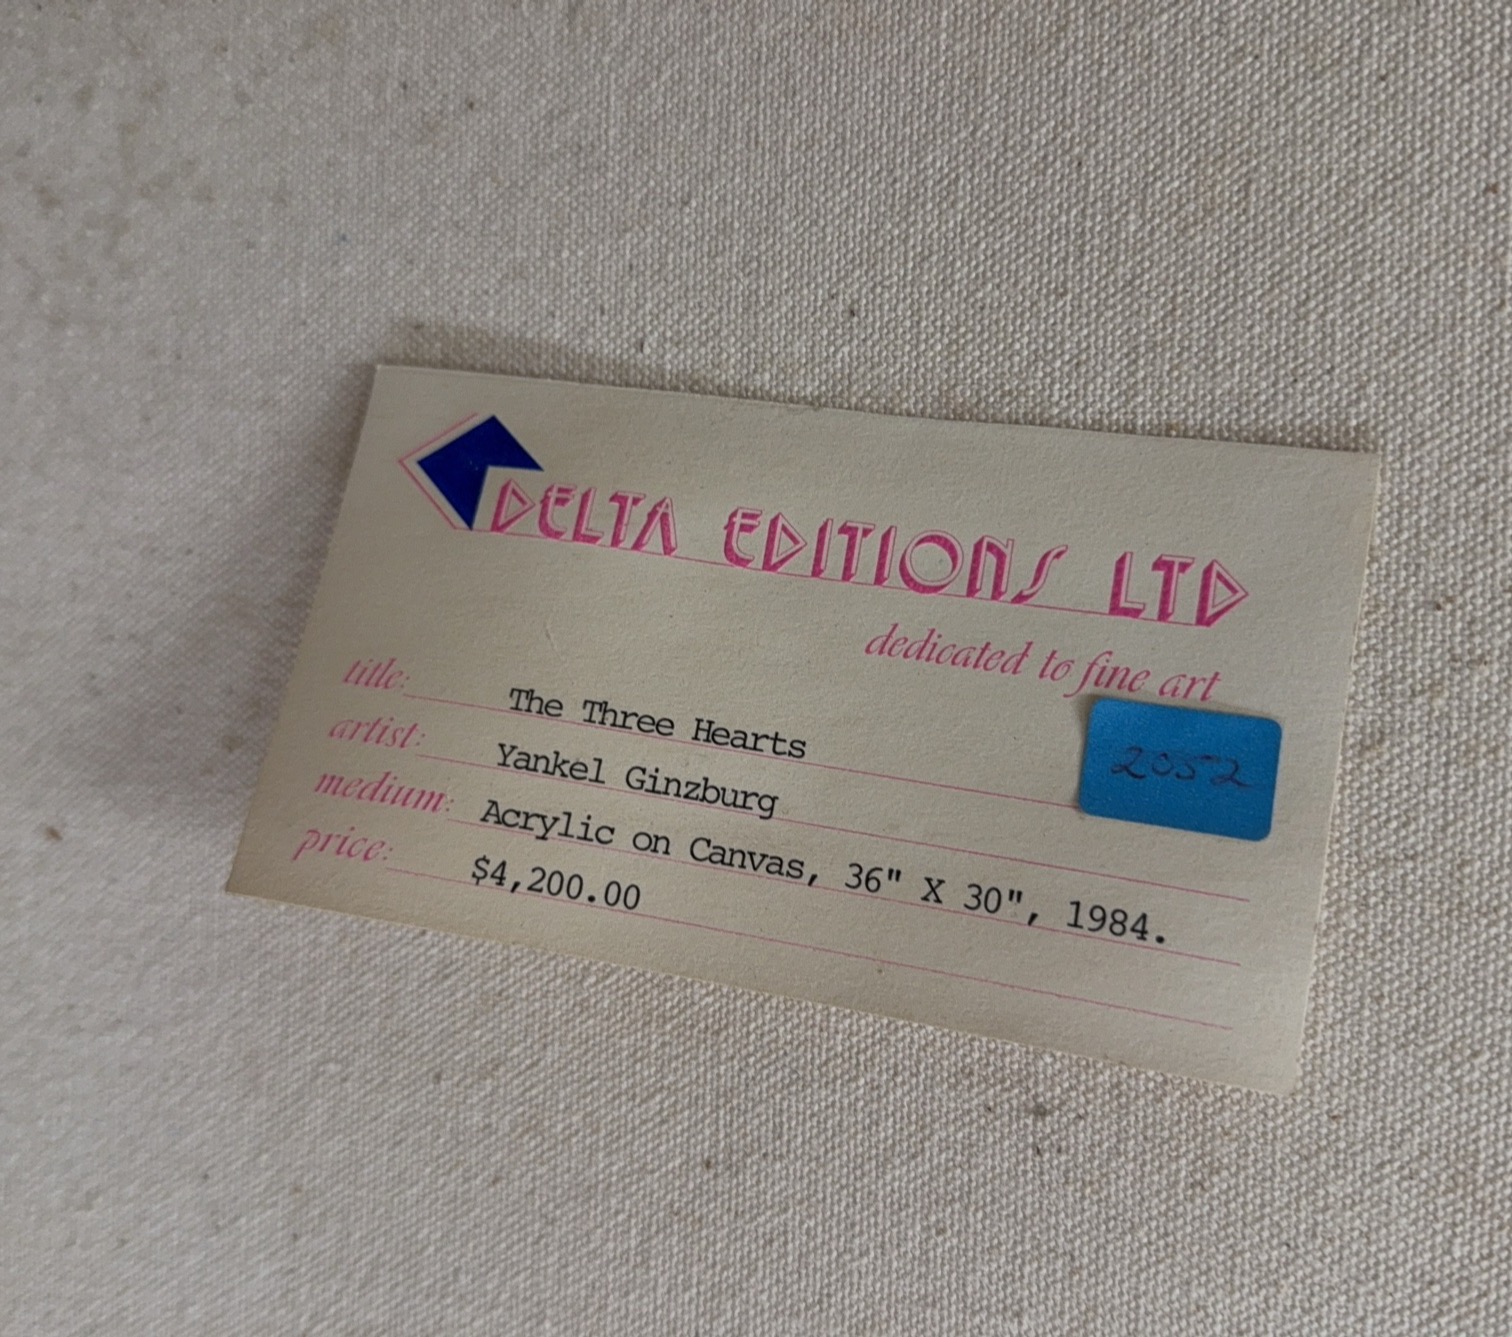 DELTA EDITIONS LTD
dedicated to fine art
2052
title: The Three Hearts
artist: Yankel Ginzburg
medium: Acrylic on Canvas, 36" X 30", 1984.
price: $4,200.00